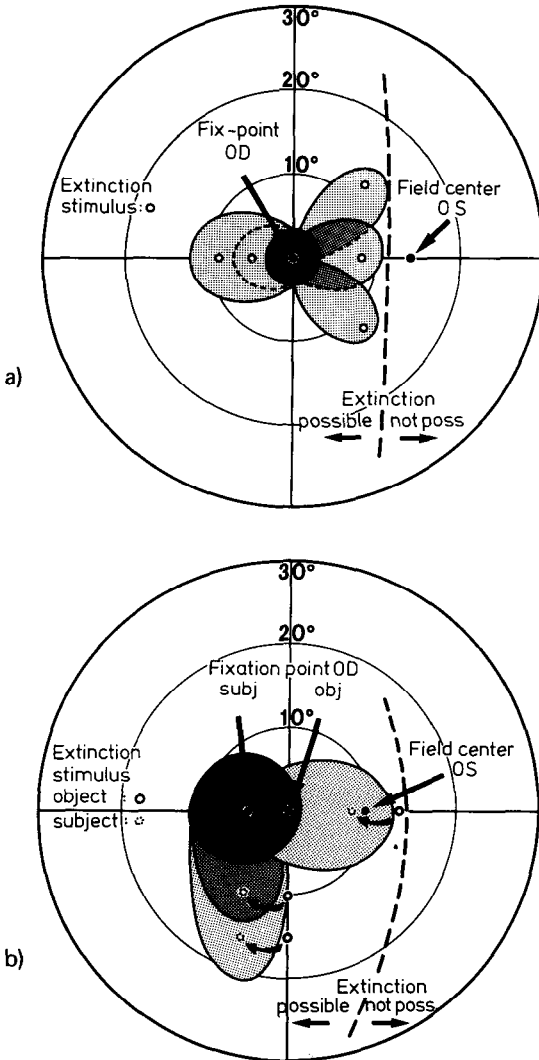 30°
20°
Fix-point
OD
10°
Extinction
stimulus:
Field center
OS
a)
Extinction
possible not poss
30°
20°
Fixation point OD
subj obj
10°
Extinction
stimulus
object :
subject :
Field center
OS
b)
Extinction
possible not poss.